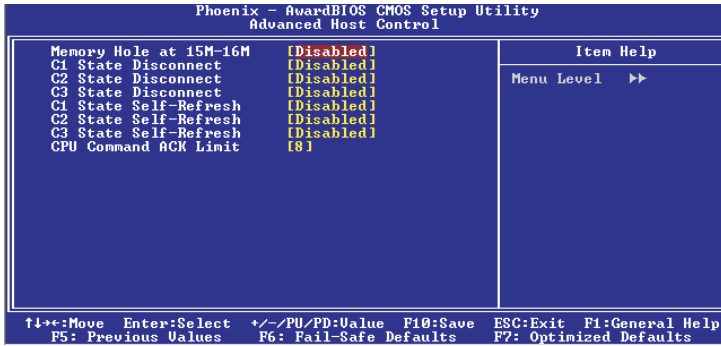 Phoenix - AwardBIOS CMOS Setup Utility
Advanced Host Control
Memory Hole at 15M-16M [Disabled]
C1 State Disconnect [Disabled]
C2 State Disconnect [Disabled]
C3 State Disconnect [Disabled]
C1 State Self-Refresh [Disabled]
C2 State Self-Refresh [Disabled]
C3 State Self-Refresh [Disabled]
CPU Command ACK Limit [8]
Item Help
Menu Level ▸▸
↑↓→←:Move Enter:Select +/-/PU/PD:Value F10:Save ESC:Exit F1:General Help
F5: Previous Values F6: Fail-Safe Defaults F7: Optimized Defaults